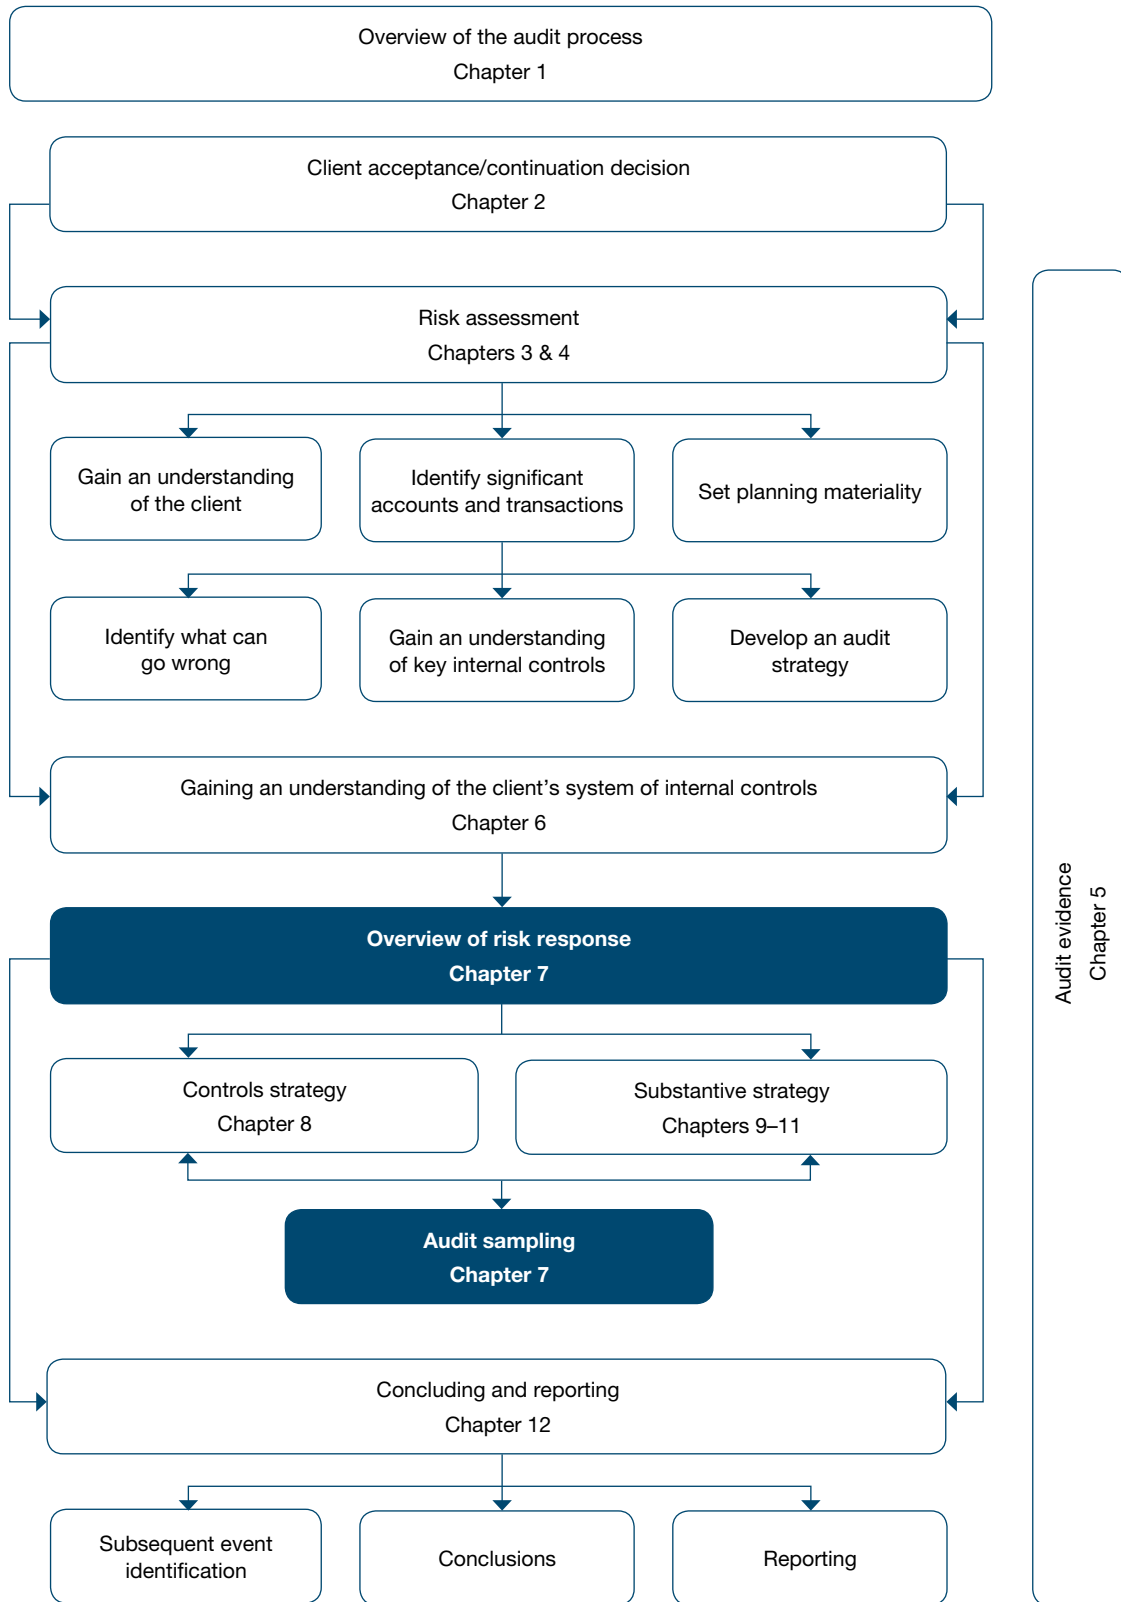 Overview of the audit process
Chapter 1
Client acceptance/continuation decision
Chapter 2
Risk assessment
Chapters 3 & 4
Gain an understanding
of the client
Identify significant
accounts and transactions
Set planning materiality
Identify what can
go wrong
Gain an understanding
of key internal controls
Develop an audit
strategy
Gaining an understanding of the client’s system of internal controls
Chapter 6
Overview of risk response
Chapter 7
Controls strategy
Chapter 8
Substantive strategy
Chapters 9–11
Audit sampling
Chapter 7
Concluding and reporting
Chapter 12
Subsequent event
identification
Conclusions
Reporting
Audit evidence
Chapter 5